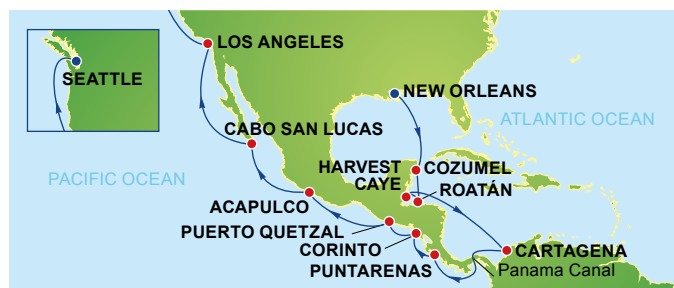 LOS ANGELES
SEATTLE
NEW ORLEANS
ATLANTIC OCEAN
CABO SAN LUCAS
HARVEST
CAYE
COZUMEL
ROATÁN
PACIFIC OCEAN
ACAPULCO
PUERTO QUETZAL
CORINTO
PUNTARENAS
CARTAGENA
Panama Canal